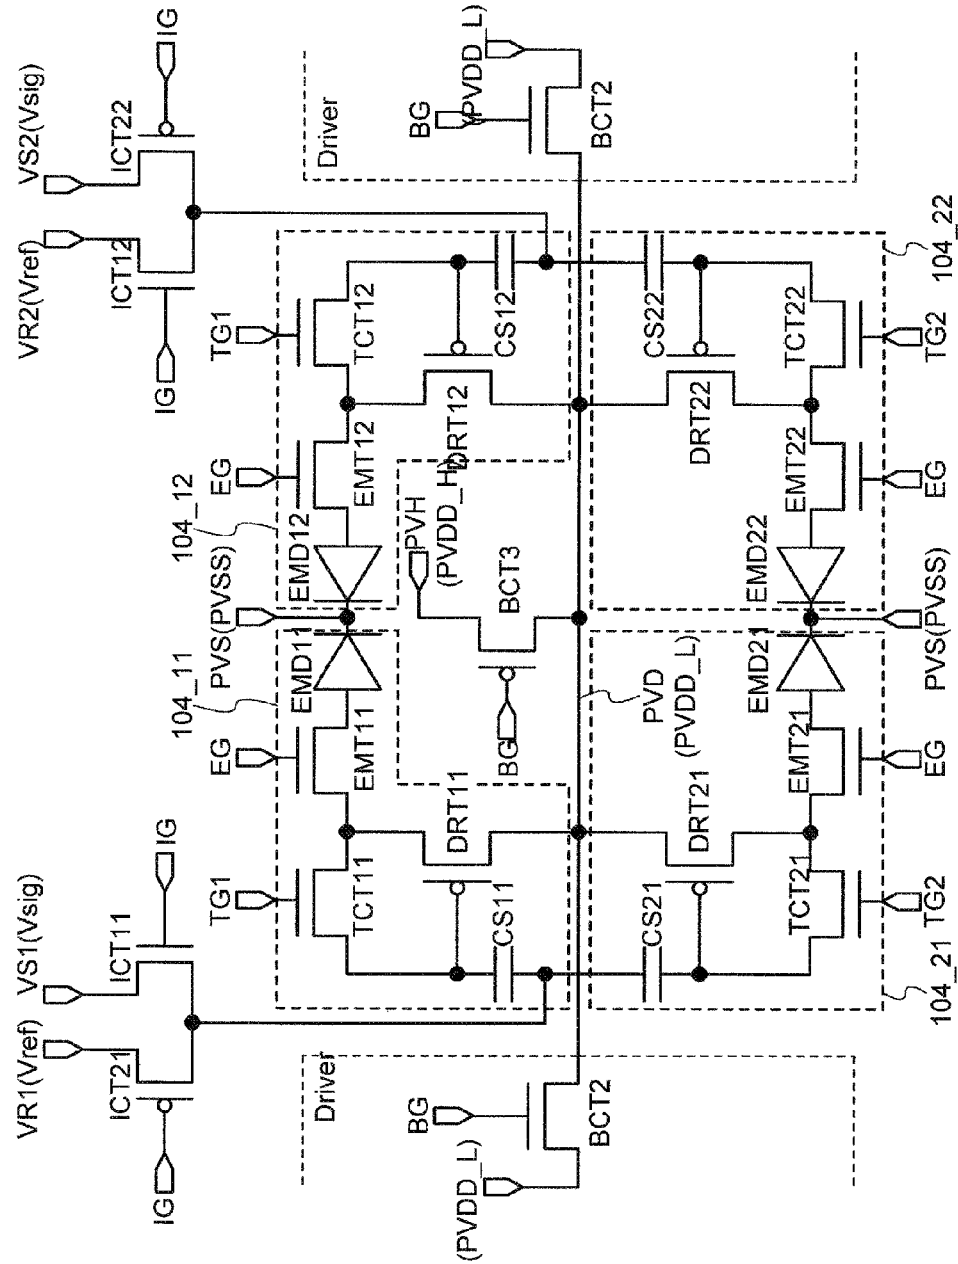 VR1(Vref)
VS1(Vsig)
VR2(Vref)
VS2(Vsig)
IG
ICT21
ICT11
IG
IG
ICT12
ICT22
IG
104_11
104_12
TG1
EG
PVS(PVSS)
EG
TG1
TCT11
EMT11
EMD11
EMD12
EMT12
TCT12
Driver
Driver
BG
(PVDD_L)
BCT2
CS11
DRT11
PVH
(PVDD_H)
BCT3
BG
DRT12
CS12
BG
(PVDD_L)
BCT2
PVD
(PVDD_L)
CS21
DRT21
DRT22
CS22
TCT21
EMT21
EMD21
EMD22
EMT22
TCT22
TG2
EG
PVS(PVSS)
EG
TG2
104_21
104_22